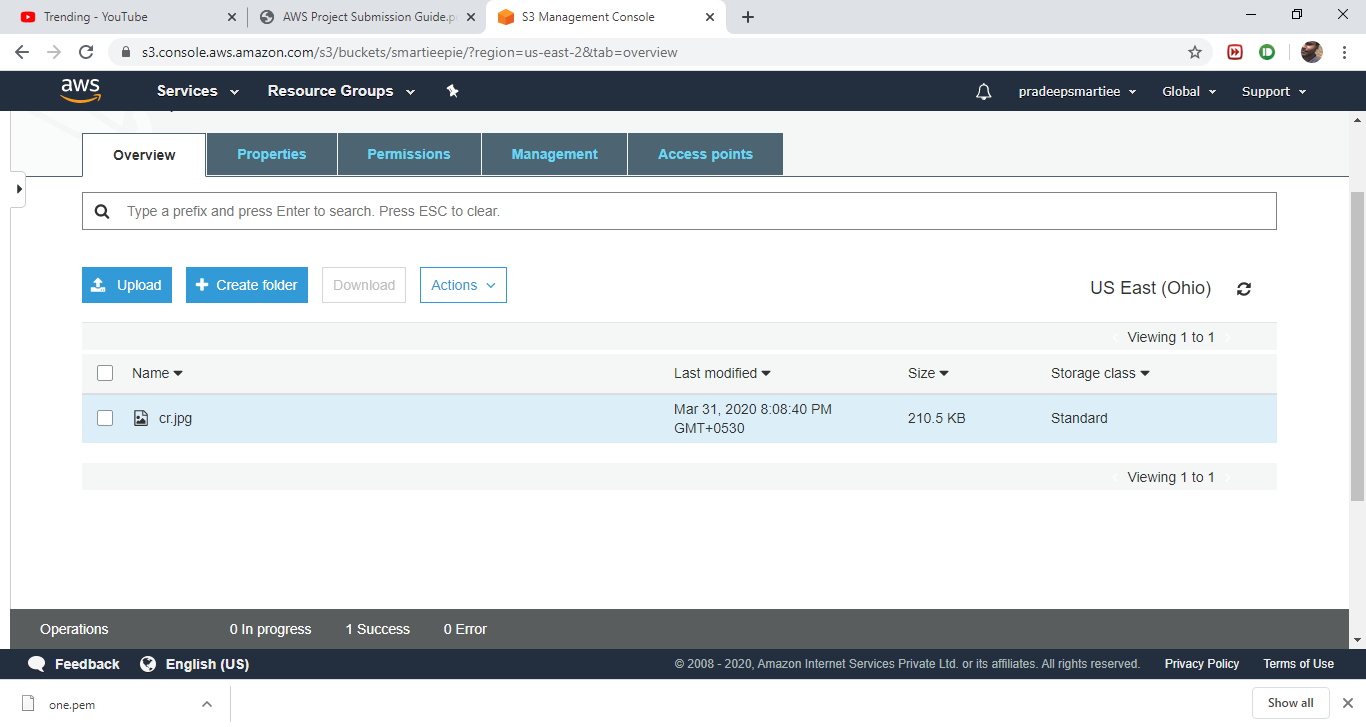 Trending - YouTube
AWS Project Submission Guide.p
S3 Management Console
s3.console.aws.amazon.com/s3/buckets/smartieepie/?region=us-east-2&tab=overview
aws
Services
Resource Groups
pradeepsmartiee
Global
Support
Overview
Properties
Permissions
Management
Access points
Type a prefix and press Enter to search. Press ESC to clear.
Upload
Create folder
Download
Actions
US East (Ohio)
Viewing 1 to 1
Name
Last modified
Size
Storage class
cr.jpg
Mar 31, 2020 8:08:40 PM
GMT+0530
210.5 KB
Standard
Viewing 1 to 1
Operations
0 In progress
1 Success
0 Error
Feedback
English (US)
© 2008 - 2020, Amazon Internet Services Private Ltd. or its affiliates. All rights reserved.
Privacy Policy
Terms of Use
one.pem
Show all